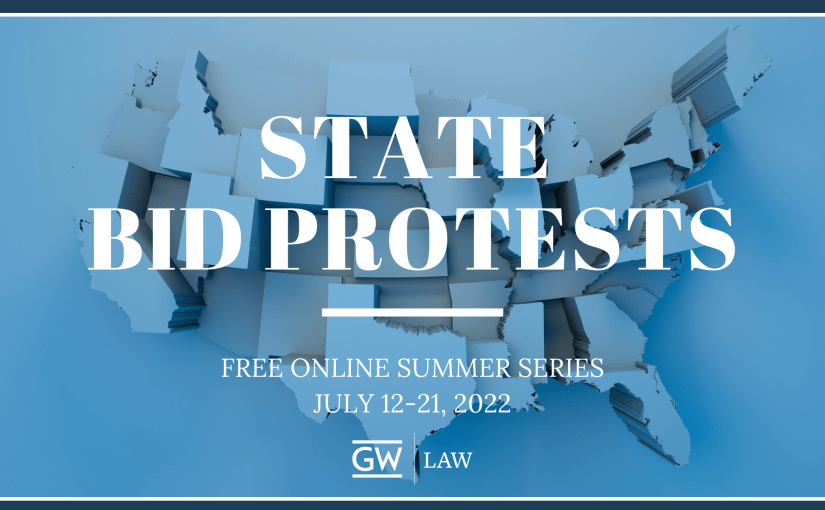 STATE
BID PROTESTS
FREE ONLINE SUMMER SERIES
JULY 12-21, 2022
GW LAW